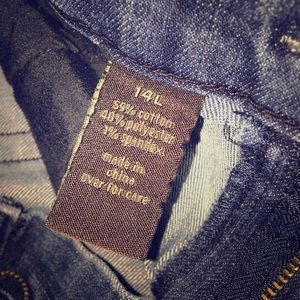 14L
59% cotton
40% polyester
1% spandex
made in
china
over for care